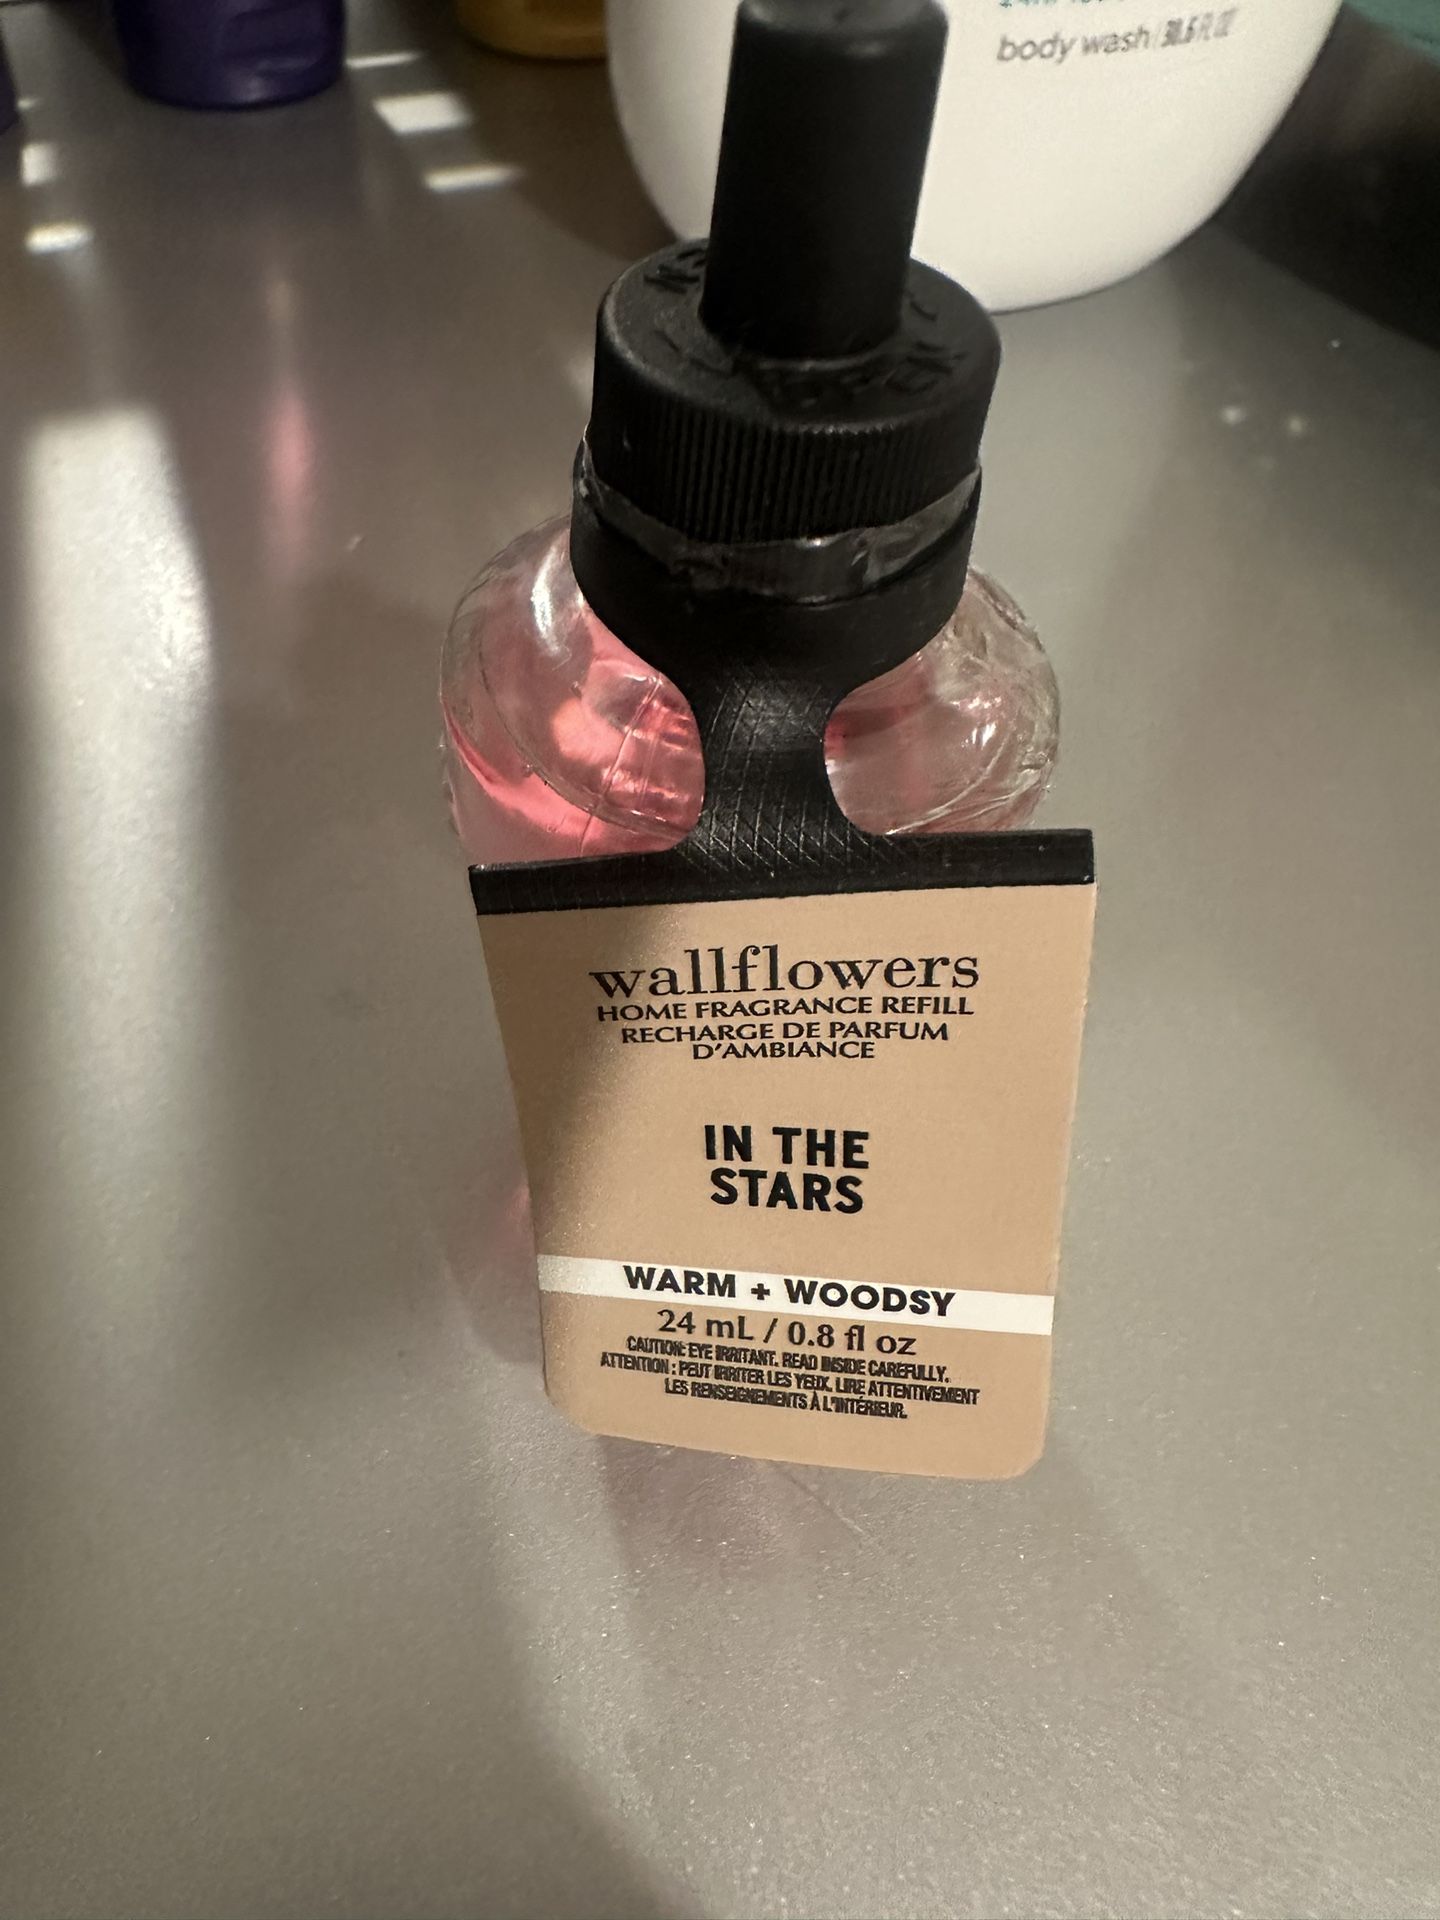 body wash
wallflowers
HOME FRAGRANCE REFILL
RECHARGE DE PARFUM
D'AMBIANCE
IN THE
STARS
WARM + WOODSY
24 mL / 0.8 fl oz
CAUTION: EYE IRRITANT. READ INSIDE CAREFULLY.
ATTENTION : PEUT IRRITER LES YEUX. LIRE ATTENTIVEMENT
LES RENSEIGNEMENTS À L'INTÉRIEUR.